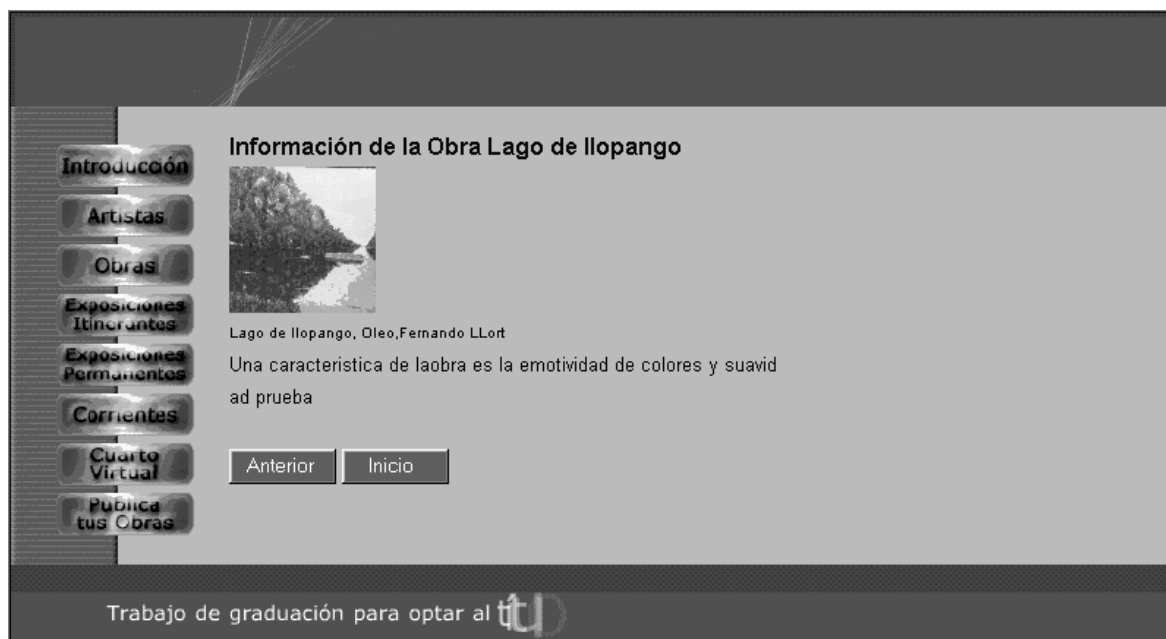 Información de la Obra Lago de Ilopango
Introducción
Artistas
Obras
Exposiciones
Itinerantes
Exposiciones
Permanentes
Corrientes
Cuarto
Virtual
Publica
tus Obras
Lago de Ilopango, Oleo,Fernando LLort
Una caracteristica de laobra es la emotividad de colores y suavid
ad prueba
Anterior
Inicio
Trabajo de graduación para optar al